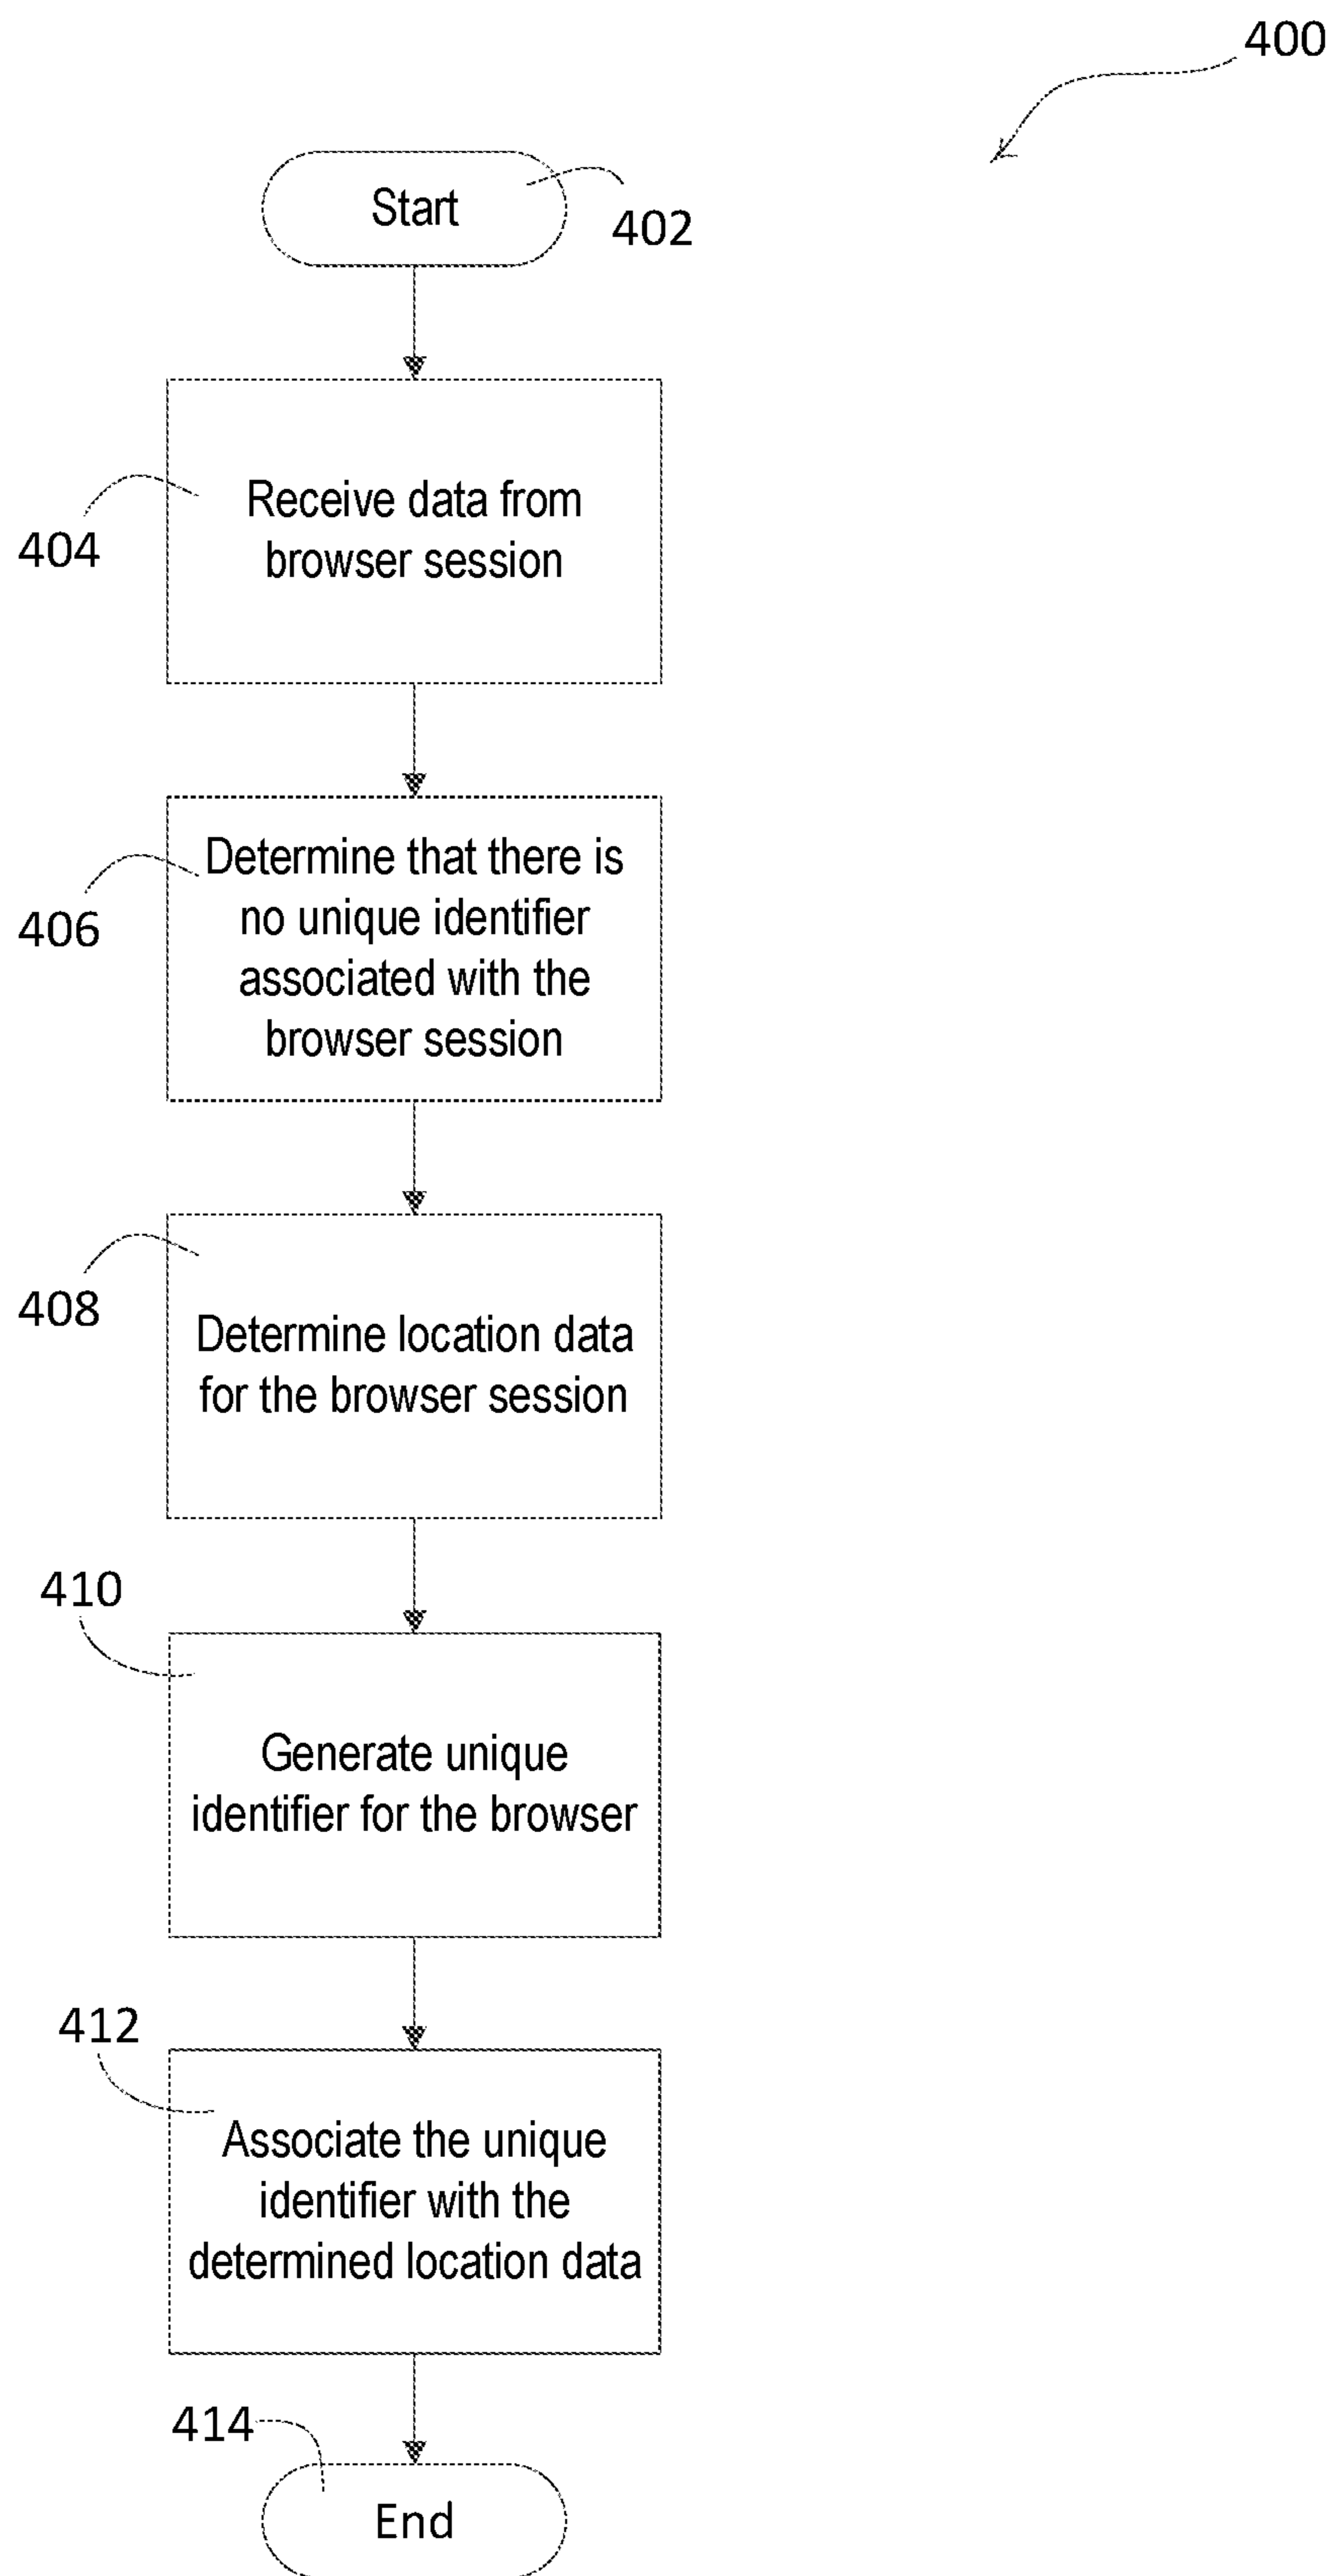 400
Start
402
Receive data from
browser session
404
Determine that there is
no unique identifier
associated with the
browser session
406
Determine location data
for the browser session
408
410
Generate unique
identifier for the browser
412
Associate the unique
identifier with the
determined location data
414
End